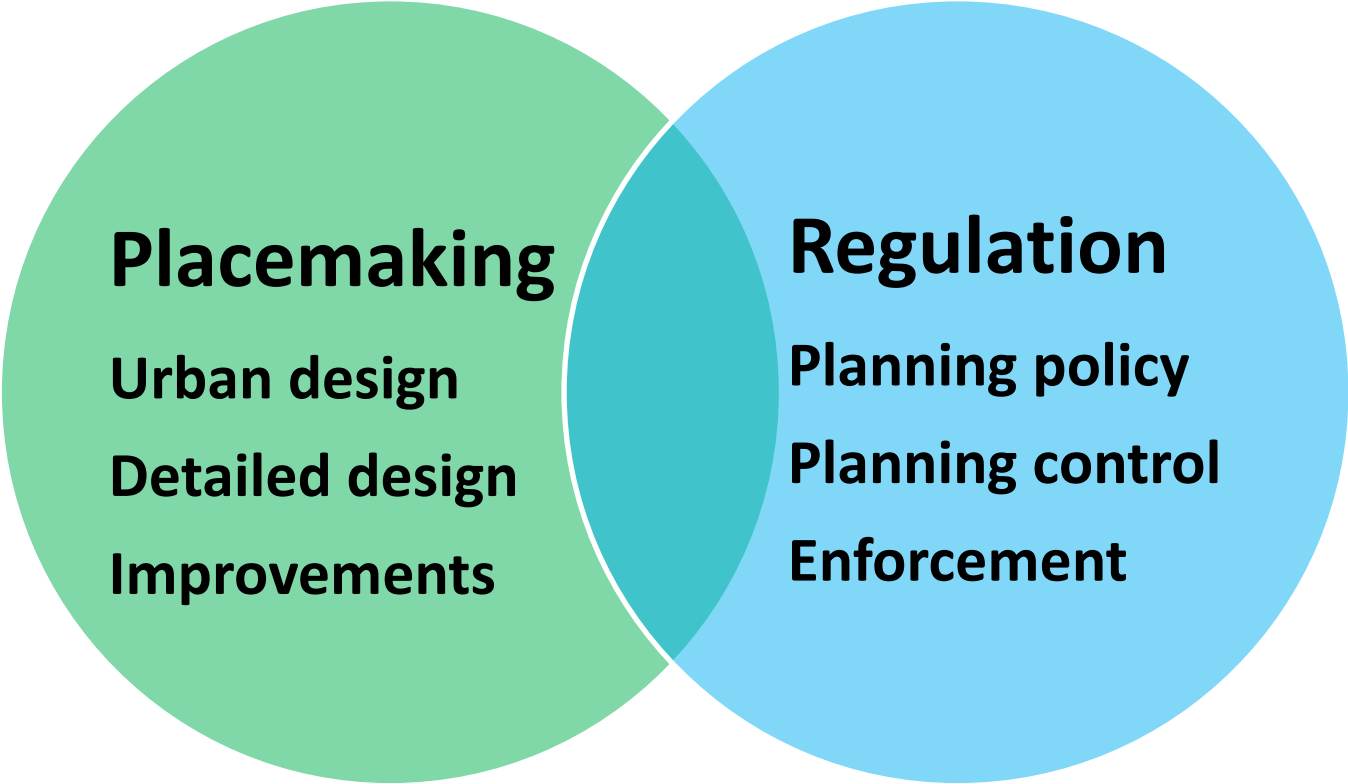 Placemaking
Urban design
Detailed design
Improvements
Regulation
Planning policy
Planning control
Enforcement